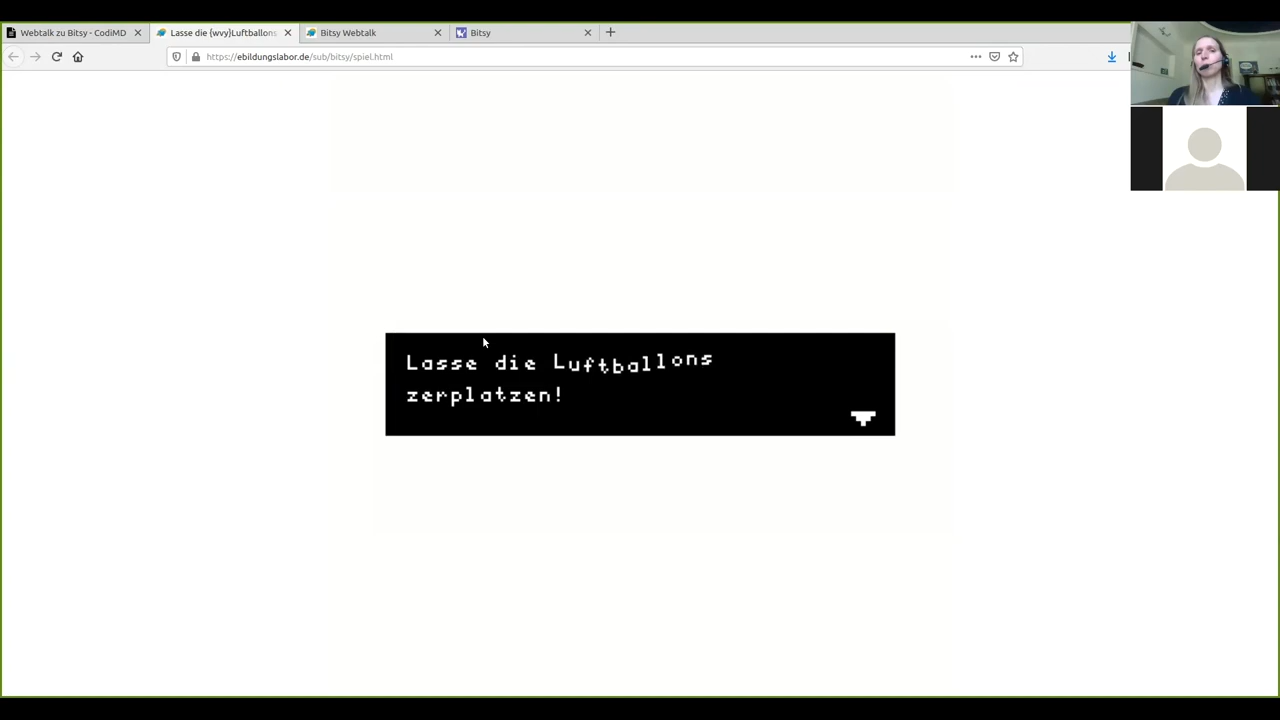 Webtalk zu Bitsy - CodiMD
Lasse die {wvy}Luftballons
Bitsy Webtalk
Bitsy
https://ebildungslabor.de/sub/bitsy/spiel.html
Lasse die Luftballons
zerplatzen!